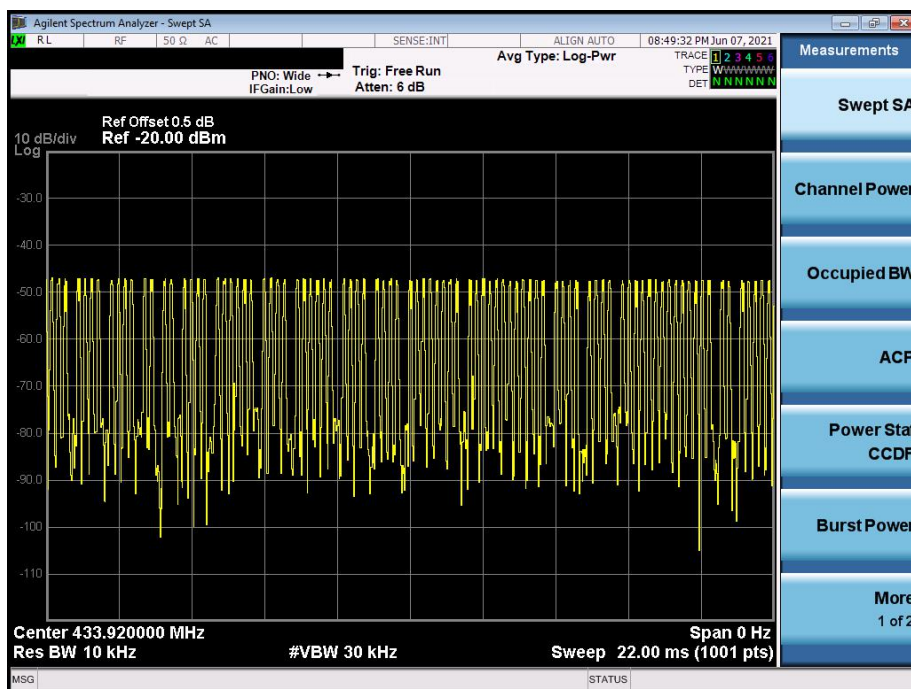 Agilent Spectrum Analyzer - Swept SA
LXI RL RF 50 Ω AC SENSE:INT ALIGN AUTO 08:49:32 PM Jun 07, 2021
PNO: Wide Trig: Free Run Avg Type: Log-Pwr TRACE 1 2 3 4 5 6
IFGain:Low Atten: 6 dB TYPE WWWWWW
DET N N N N N N
Measurements
Swept SA
Channel Power
Occupied BW
ACP
Power Stat
CCDF
Burst Power
More
1 of 2
Ref Offset 0.5 dB
10 dB/div Ref -20.00 dBm
Log
-30.0
-40.0
-50.0
-60.0
-70.0
-80.0
-90.0
-100
-110
Center 433.920000 MHz Span 0 Hz
Res BW 10 kHz #VBW 30 kHz Sweep 22.00 ms (1001 pts)
MSG STATUS